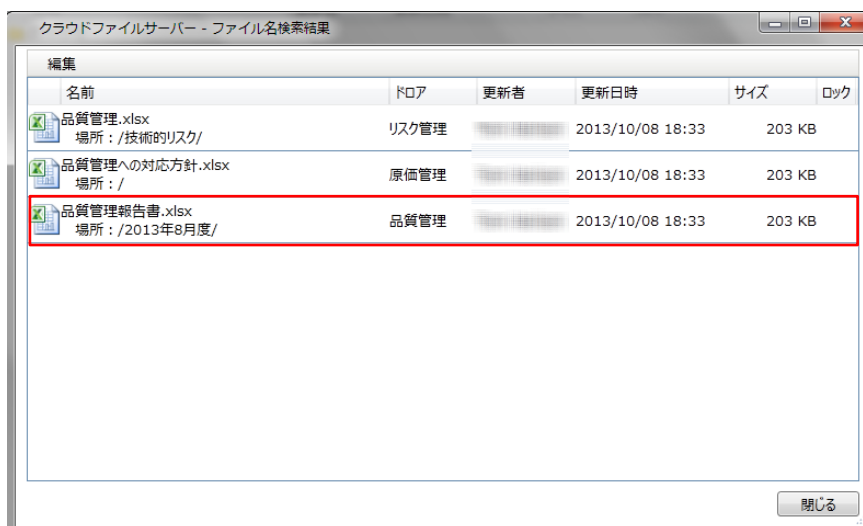 クラウドファイルサーバー - ファイル名検索結果
編集
名前 ドロア 更新者 更新日時 サイズ ロック
品質管理.xlsx
場所：/技術的リスク/ リスク管理 2013/10/08 18:33 203 KB
品質管理への対応方針.xlsx
場所：/ 原価管理 2013/10/08 18:33 203 KB
品質管理報告書.xlsx
場所：/2013年8月度/ 品質管理 2013/10/08 18:33 203 KB
閉じる